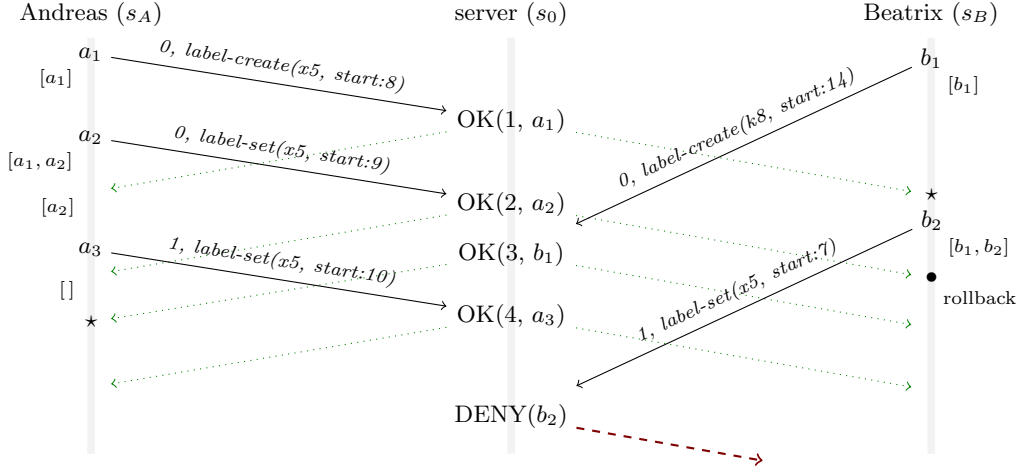 Andreas (s_A)
server (s_0)
Beatrix (s_B)
a_1
0, label-create(x5, start:8)
b_1
[a_1]
[b_1]
0, label-create(k8, start:14)
OK(1, a_1)
a_2
0, label-set(x5, start:9)
[a_1, a_2]
⋆
[a_2]
OK(2, a_2)
b_2
a_3
1, label-set(x5, start:10)
OK(3, b_1)
1, label-set(x5, start:7)
[b_1, b_2]
[ ]
rollback
⋆
OK(4, a_3)
DENY(b_2)